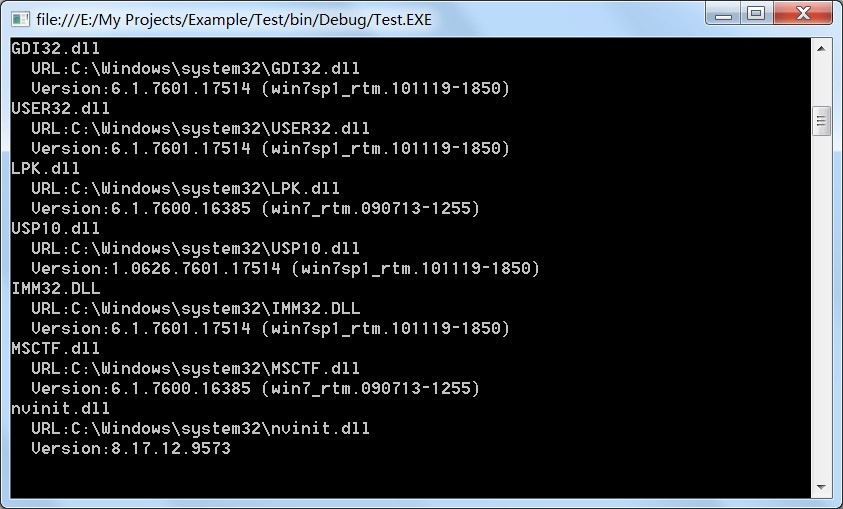 file:///E:/My Projects/Example/Test/bin/Debug/Test.EXE
GDI32.dll
  URL:C:\Windows\system32\GDI32.dll
  Version:6.1.7601.17514 (win7sp1_rtm.101119-1850)
USER32.dll
  URL:C:\Windows\system32\USER32.dll
  Version:6.1.7601.17514 (win7sp1_rtm.101119-1850)
LPK.dll
  URL:C:\Windows\system32\LPK.dll
  Version:6.1.7600.16385 (win7_rtm.090713-1255)
USP10.dll
  URL:C:\Windows\system32\USP10.dll
  Version:1.0626.7601.17514 (win7sp1_rtm.101119-1850)
IMM32.DLL
  URL:C:\Windows\system32\IMM32.DLL
  Version:6.1.7601.17514 (win7sp1_rtm.101119-1850)
MSCTF.dll
  URL:C:\Windows\system32\MSCTF.dll
  Version:6.1.7600.16385 (win7_rtm.090713-1255)
nvinit.dll
  URL:C:\Windows\system32\nvinit.dll
  Version:8.17.12.9573